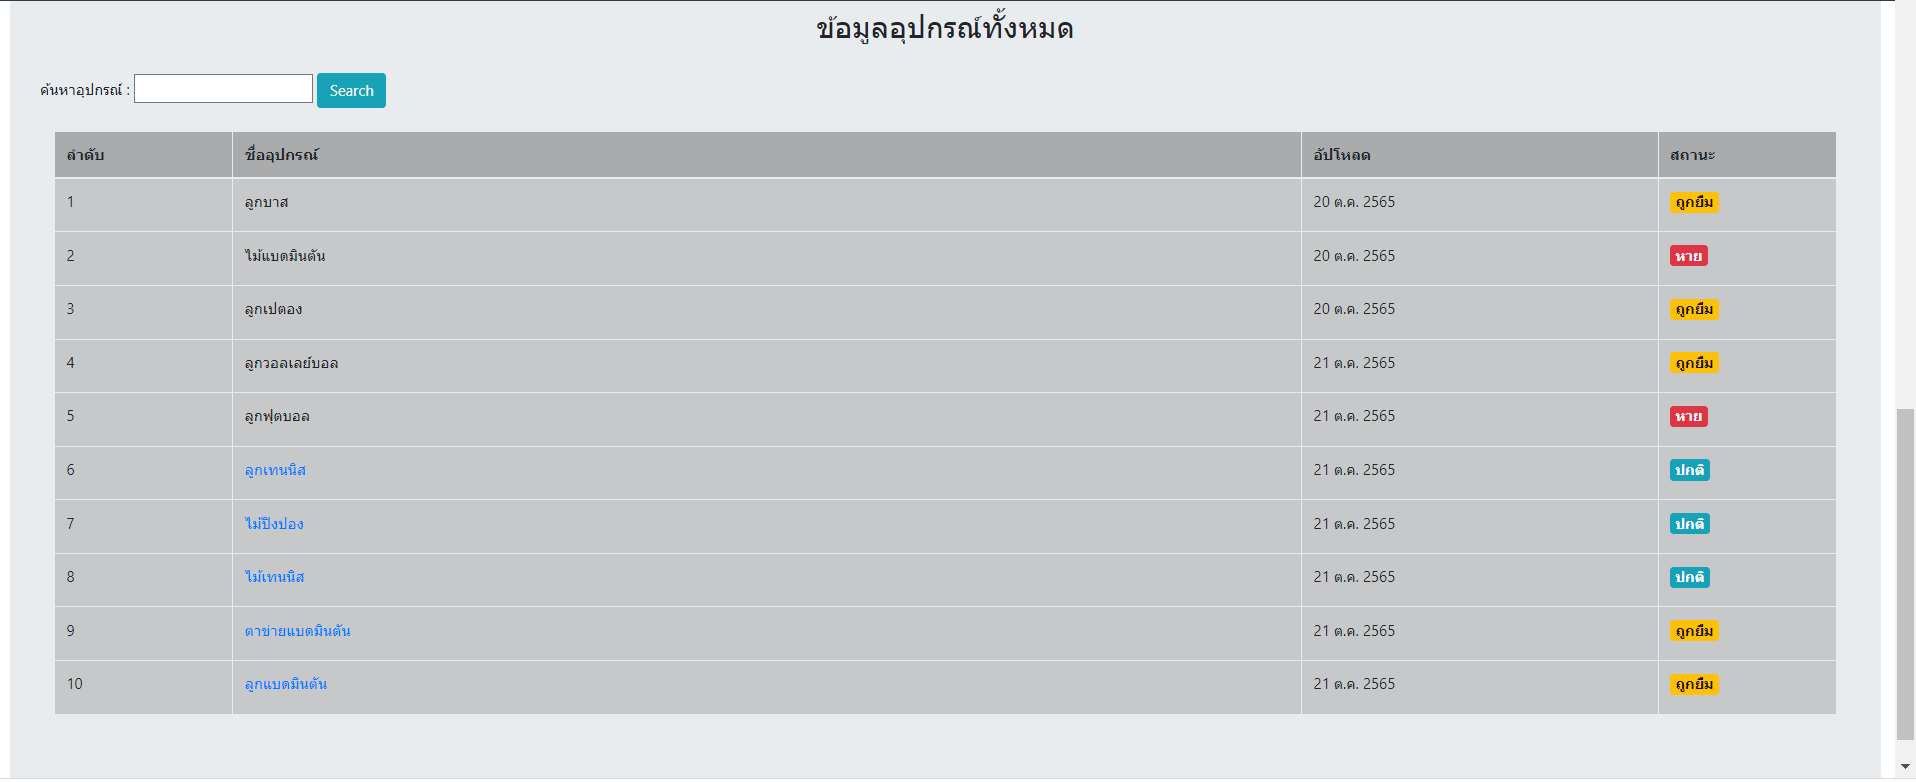 ข้อมูลอุปกรณ์ทั้งหมด
ค้นหาอุปกรณ์ : Search
ลำดับ ชื่ออุปกรณ์ อัปโหลด สถานะ
1 ลูกบาส 20 ต.ค. 2565 ถูกยืม
2 ไม้แบดมินตัน 20 ต.ค. 2565 หาย
3 ลูกเปตอง 20 ต.ค. 2565 ถูกยืม
4 ลูกวอลเลย์บอล 21 ต.ค. 2565 ถูกยืม
5 ลูกฟุตบอล 21 ต.ค. 2565 หาย
6 ลูกเทนนิส 21 ต.ค. 2565 ปกติ
7 ไม้ปิงปอง 21 ต.ค. 2565 ปกติ
8 ไม้เทนนิส 21 ต.ค. 2565 ปกติ
9 ตาข่ายแบดมินตัน 21 ต.ค. 2565 ถูกยืม
10 ลูกแบดมินตัน 21 ต.ค. 2565 ถูกยืม